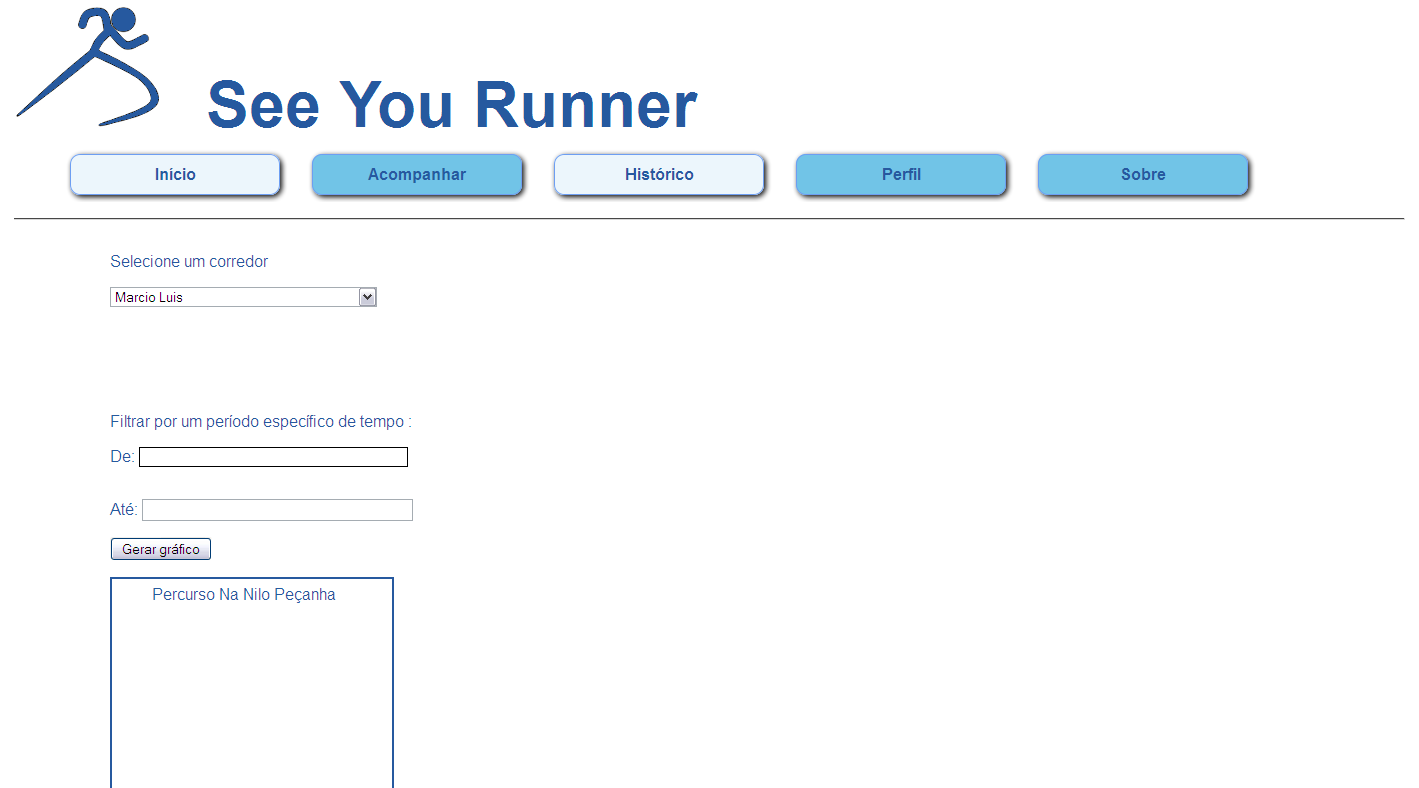 See You Runner
Início Acompanhar Histórico Perfil Sobre
Selecione um corredor
Marcio Luis
Filtrar por um período específico de tempo :
De:
Até:
Gerar gráfico
Percurso Na Nilo Peçanha